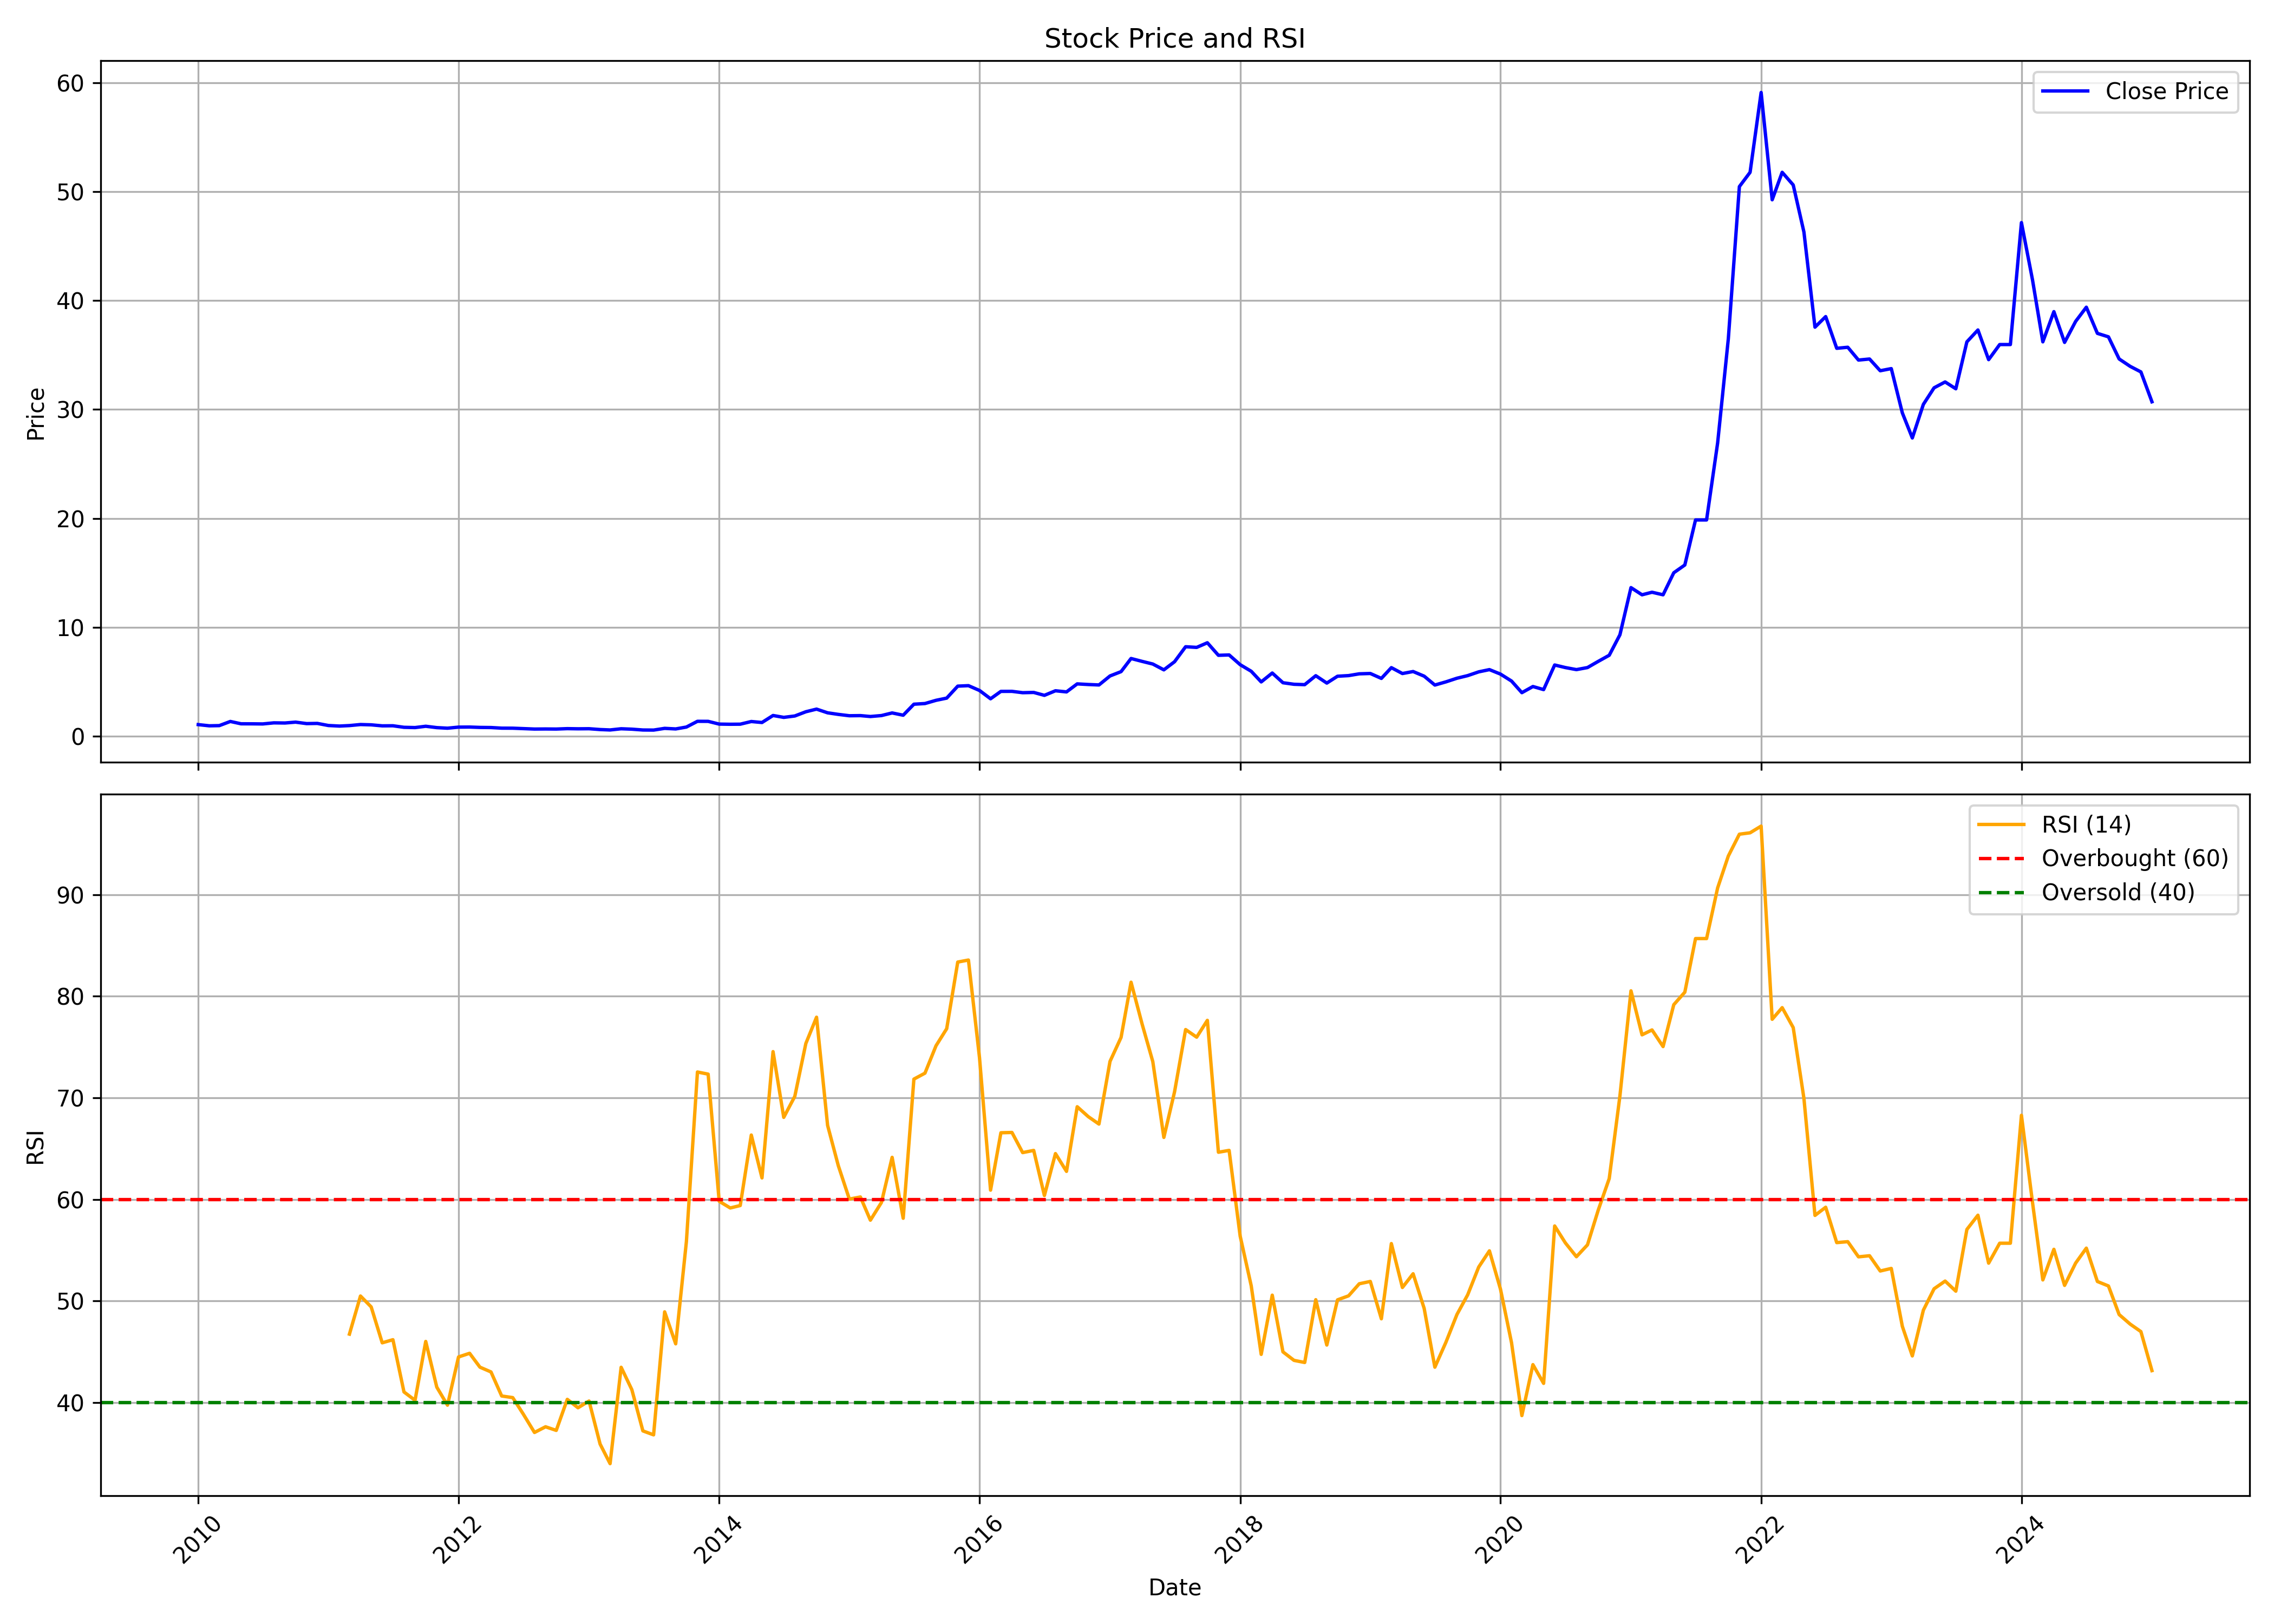 Stock Price and RSI
Close Price
60
50
40
30
20
10
0
Price
RSI (14)
Overbought (60)
Oversold (40)
90
80
70
60
50
40
RSI
2010
2012
2014
2016
2018
2020
2022
2024
Date